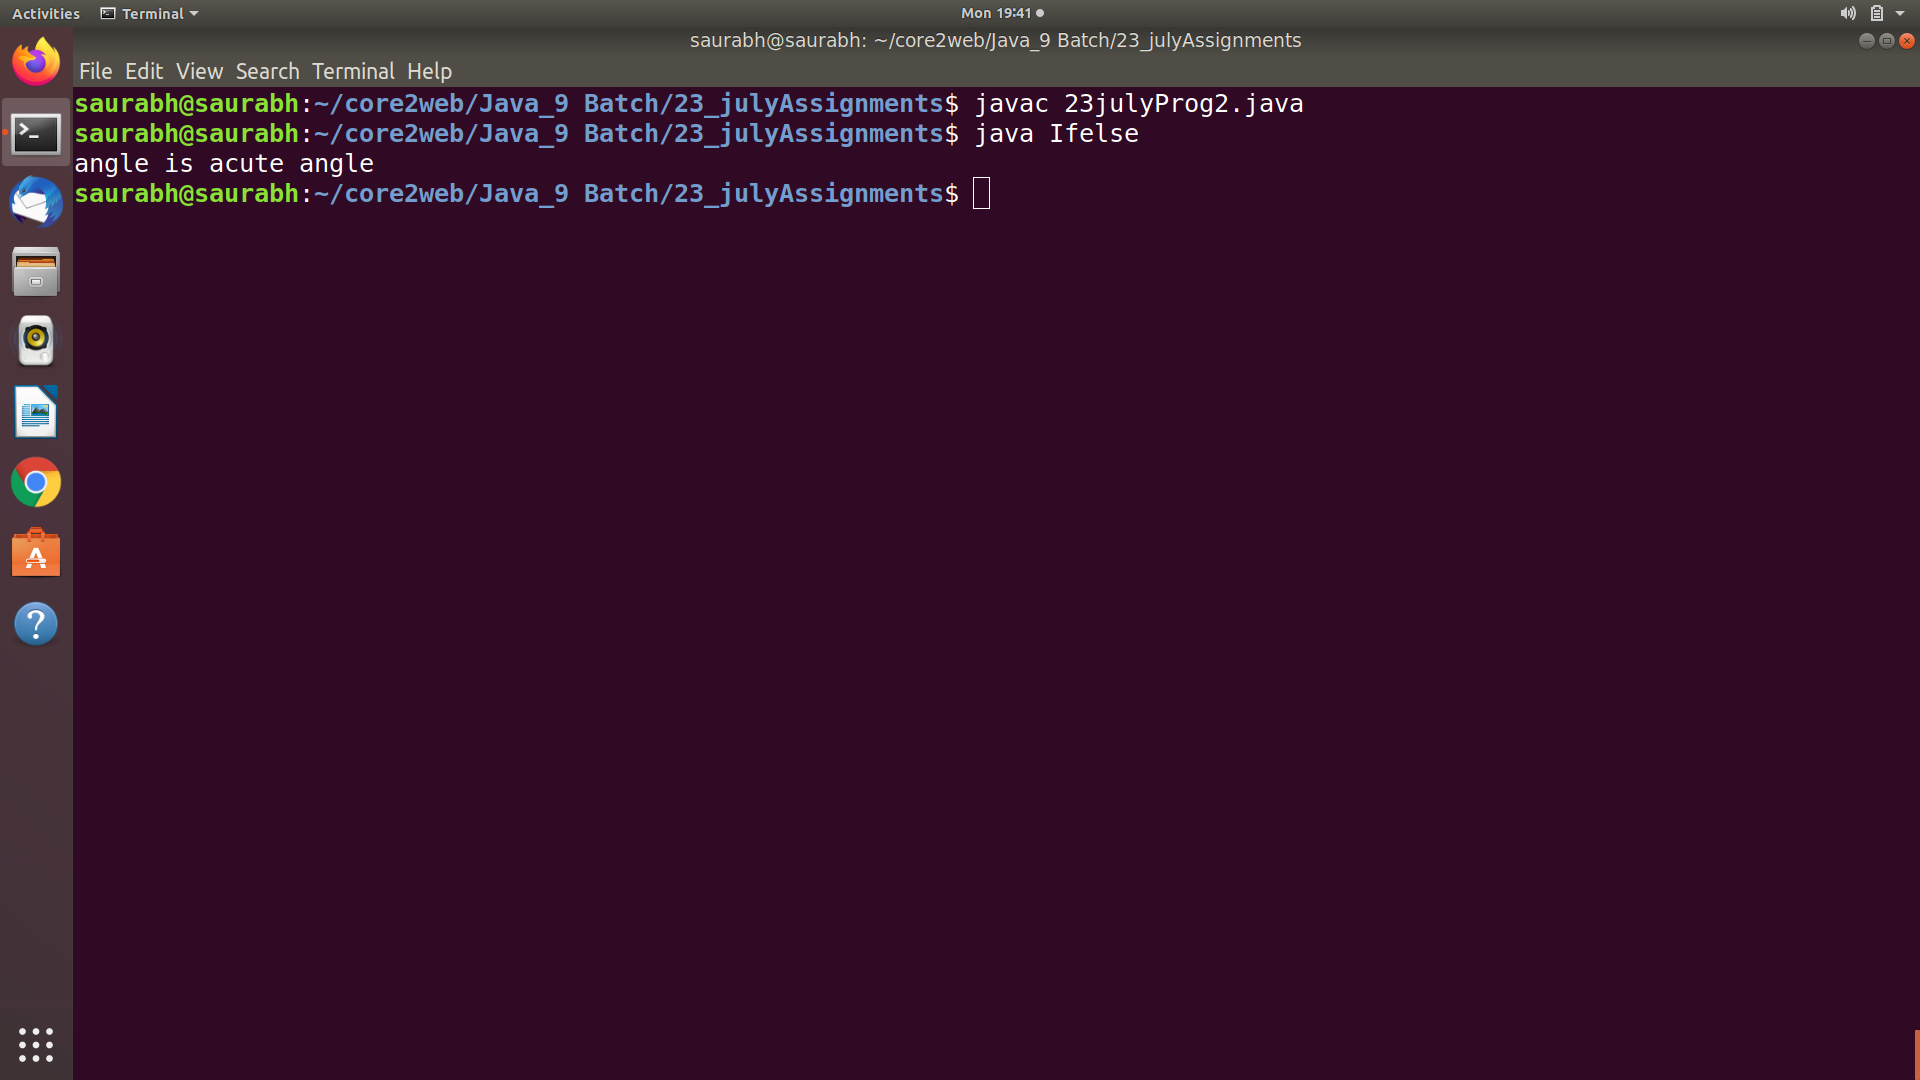 Activities Terminal Mon 19:41
saurabh@saurabh: ~/core2web/Java_9 Batch/23_julyAssignments
File Edit View Search Terminal Help
saurabh@saurabh:~/core2web/Java_9 Batch/23_julyAssignments$ javac 23julyProg2.java
saurabh@saurabh:~/core2web/Java_9 Batch/23_julyAssignments$ java Ifelse
angle is acute angle
saurabh@saurabh:~/core2web/Java_9 Batch/23_julyAssignments$